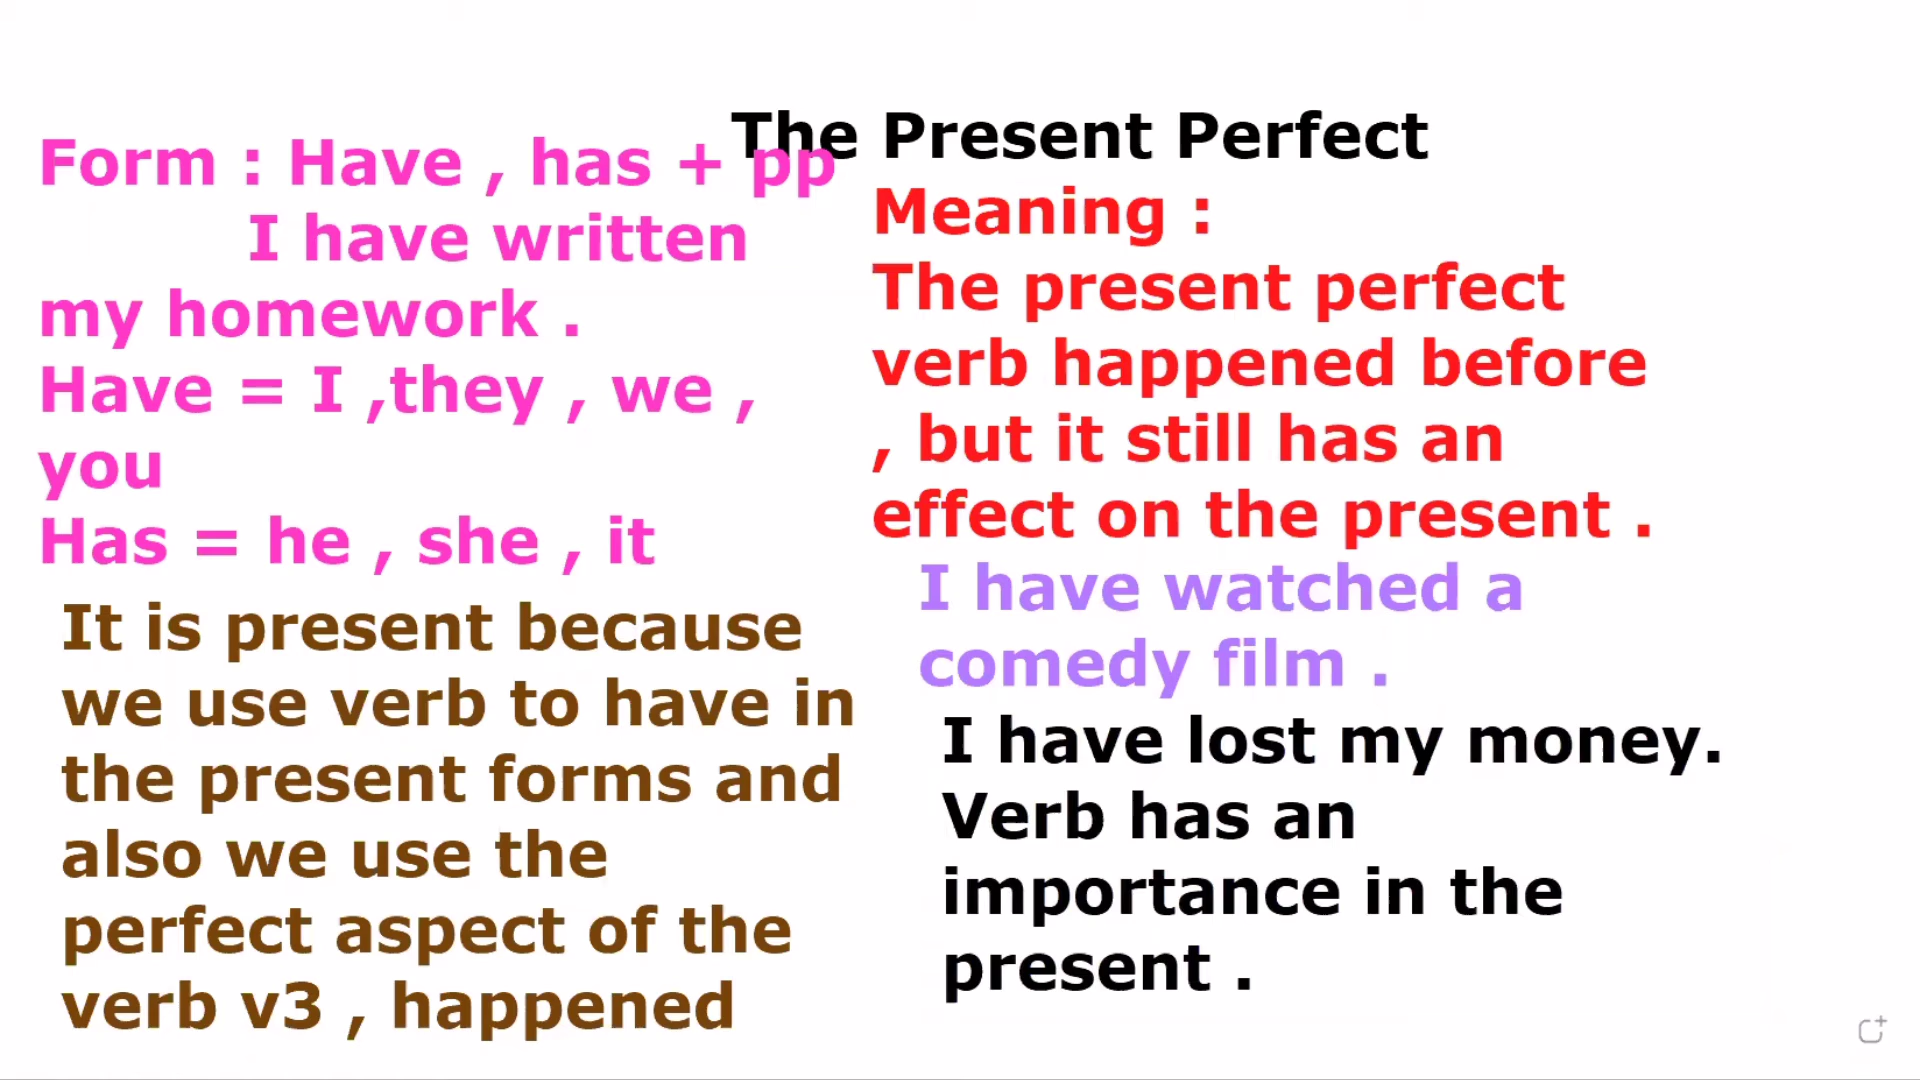 The Present Perfect
Form : Have , has + pp
I have written
my homework .
Have = I ,they , we ,
you
Has = he , she , it
It is present because
we use verb to have in
the present forms and
also we use the
perfect aspect of the
verb v3 , happened
Meaning :
The present perfect
verb happened before
, but it still has an
effect on the present .
I have watched a
comedy film .
I have lost my money.
Verb has an
importance in the
present .